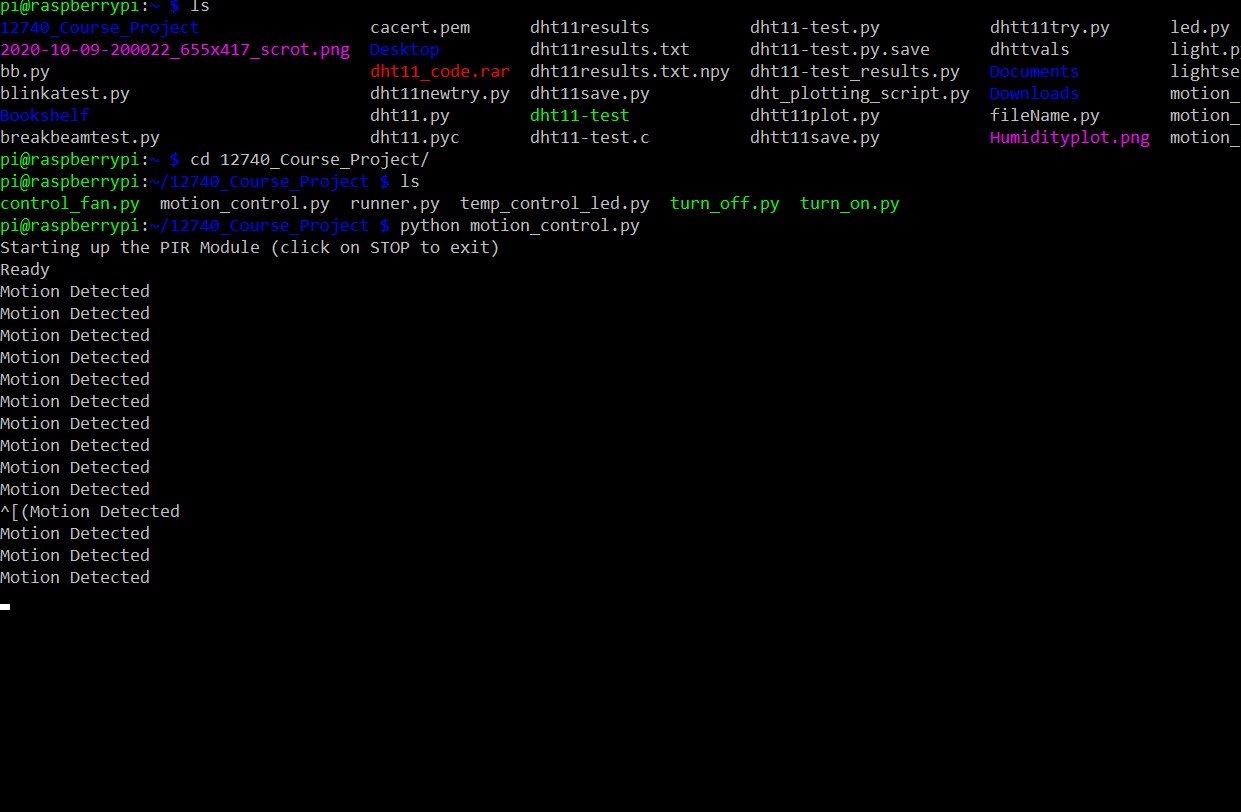 pi@raspberrypi:~ $ ls
12740_Course_Project cacert.pem dht11results dht11-test.py dhtt11try.py led.py
2020-10-09-200022_655x417_scrot.png Desktop dht11results.txt dht11-test.py.save dhttvals light.p
bb.py dht11_code.rar dht11results.txt.npy dht11-test_results.py Documents lightse
blinkatest.py dht11newtry.py dht11save.py dht_plotting_script.py Downloads motion_
Bookshelf dht11.py dht11-test dhtt11plot.py fileName.py motion_
breakbeamtest.py dht11.pyc dht11-test.c dhtt11save.py Humidityplot.png motion_
pi@raspberrypi:~ $ cd 12740_Course_Project/
pi@raspberrypi:~/12740_Course_Project $ ls
control_fan.py motion_control.py runner.py temp_control_led.py turn_off.py turn_on.py
pi@raspberrypi:~/12740_Course_Project $ python motion_control.py
Starting up the PIR Module (click on STOP to exit)
Ready
Motion Detected
Motion Detected
Motion Detected
Motion Detected
Motion Detected
Motion Detected
Motion Detected
Motion Detected
Motion Detected
Motion Detected
^[(Motion Detected
Motion Detected
Motion Detected
Motion Detected